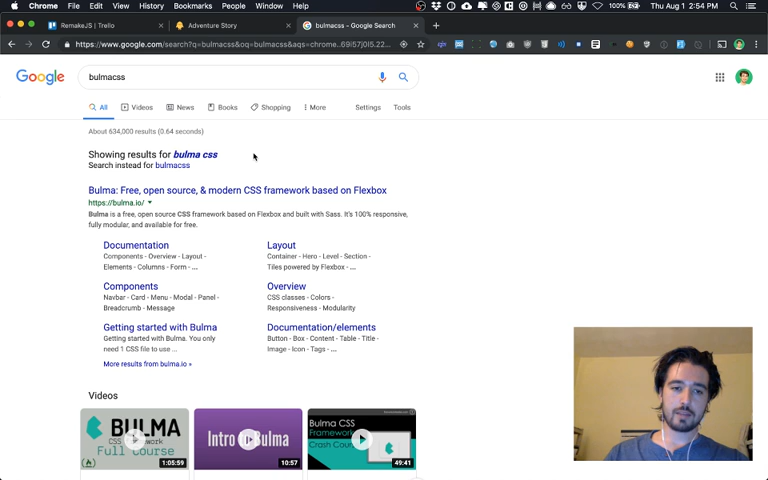 Chrome File Edit View History Bookmarks People Window Help
100% Thu Aug 1 2:54 PM
RemakeJS | Trello
Adventure Story
bulmacss - Google Search
https://www.google.com/search?q=bulmacss&oq=bulmacss&aqs=chrome..69i57j0l5.22...
Google
bulmacss
All Videos News Books Shopping More Settings Tools
About 634,000 results (0.64 seconds)
Showing results for bulma css
Search instead for bulmacss
Bulma: Free, open source, & modern CSS framework based on Flexbox
https://bulma.io/
Bulma is a free, open source CSS framework based on Flexbox and built with Sass. It's 100% responsive,
fully modular, and available for free.
Documentation
Components - Overview - Layout -
Elements - Columns - Form - ...
Layout
Container - Hero - Level - Section -
Tiles powered by Flexbox - ...
Components
Navbar - Card - Menu - Modal - Panel -
Breadcrumb - Message
Overview
CSS classes - Colors -
Responsiveness - Modularity
Getting started with Bulma
Getting started with Bulma. You only
need 1 CSS file to use ...
Documentation/elements
Button - Box - Content - Table - Title -
Image - Icon - Tags - ...
More results from bulma.io »
Videos
BULMA
CSS Framework
Full Course
1:05:59
Intro to Bulma
10:57
Bulma CSS
Framework
Crash Course
49:41